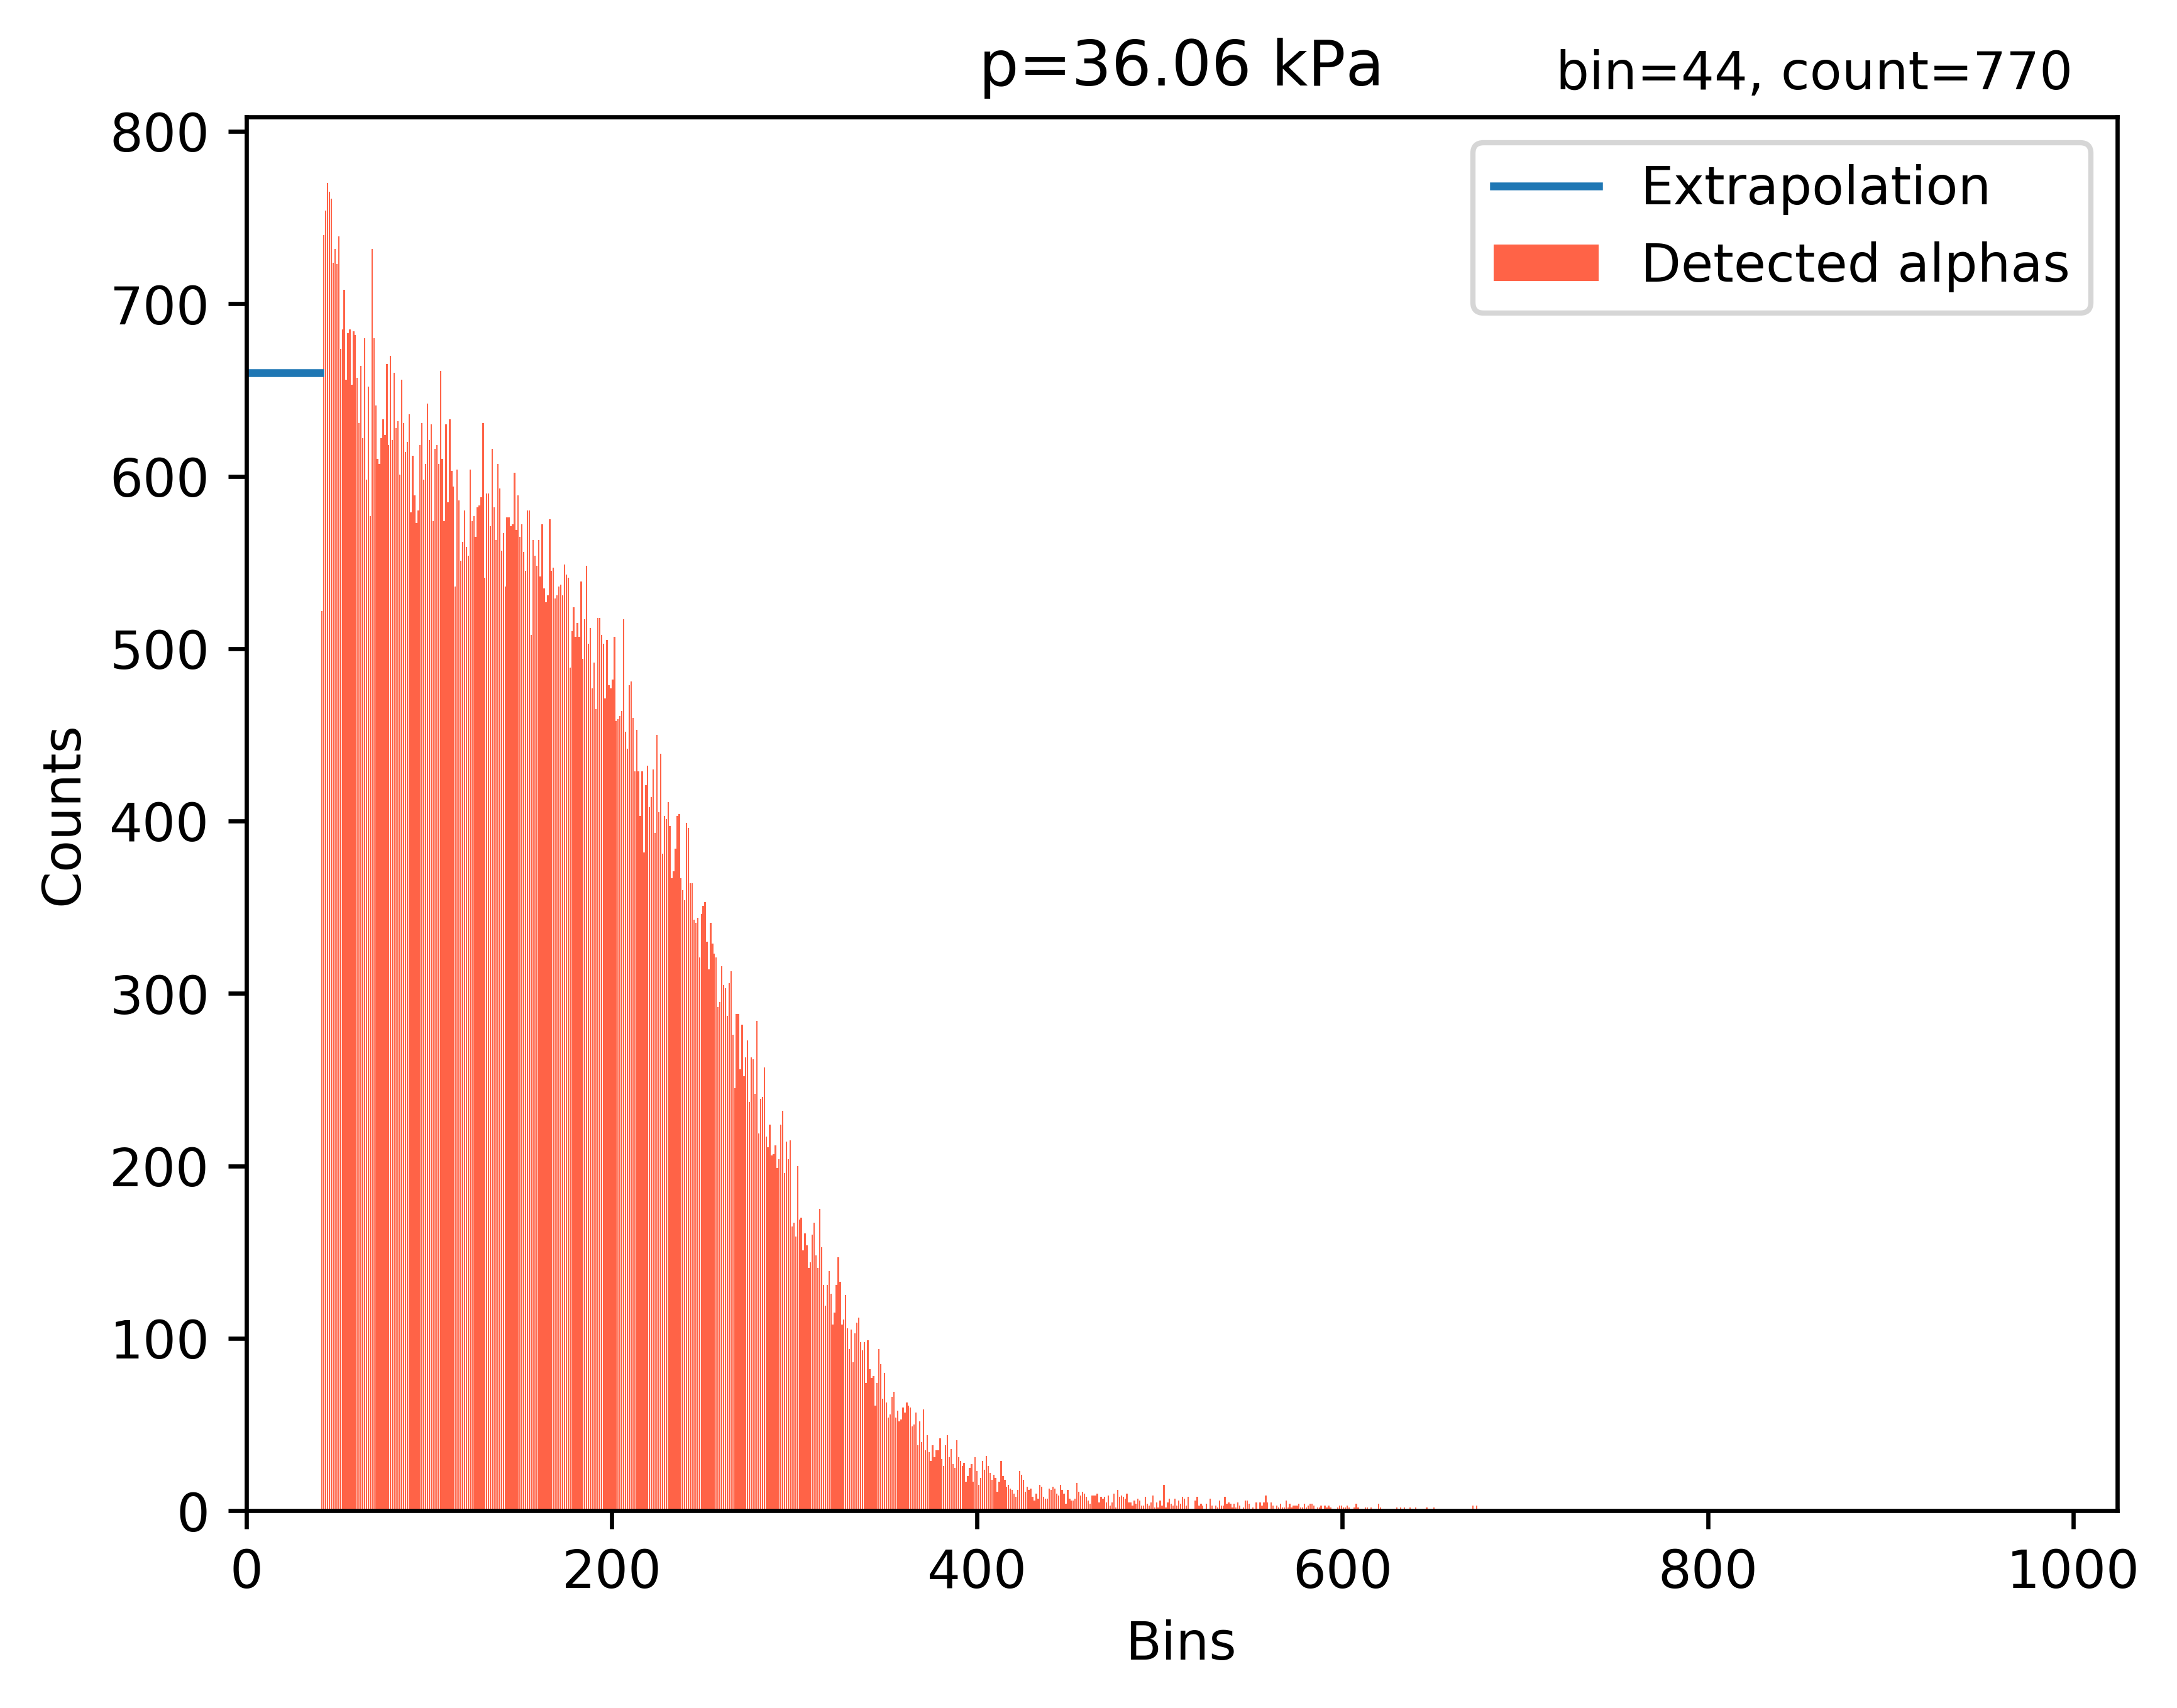 p=36.06 kPa
bin=44, count=770
Extrapolation
Detected alphas
800
700
600
500
400
300
200
100
0
Counts
0 200 400 600 800 1000
Bins